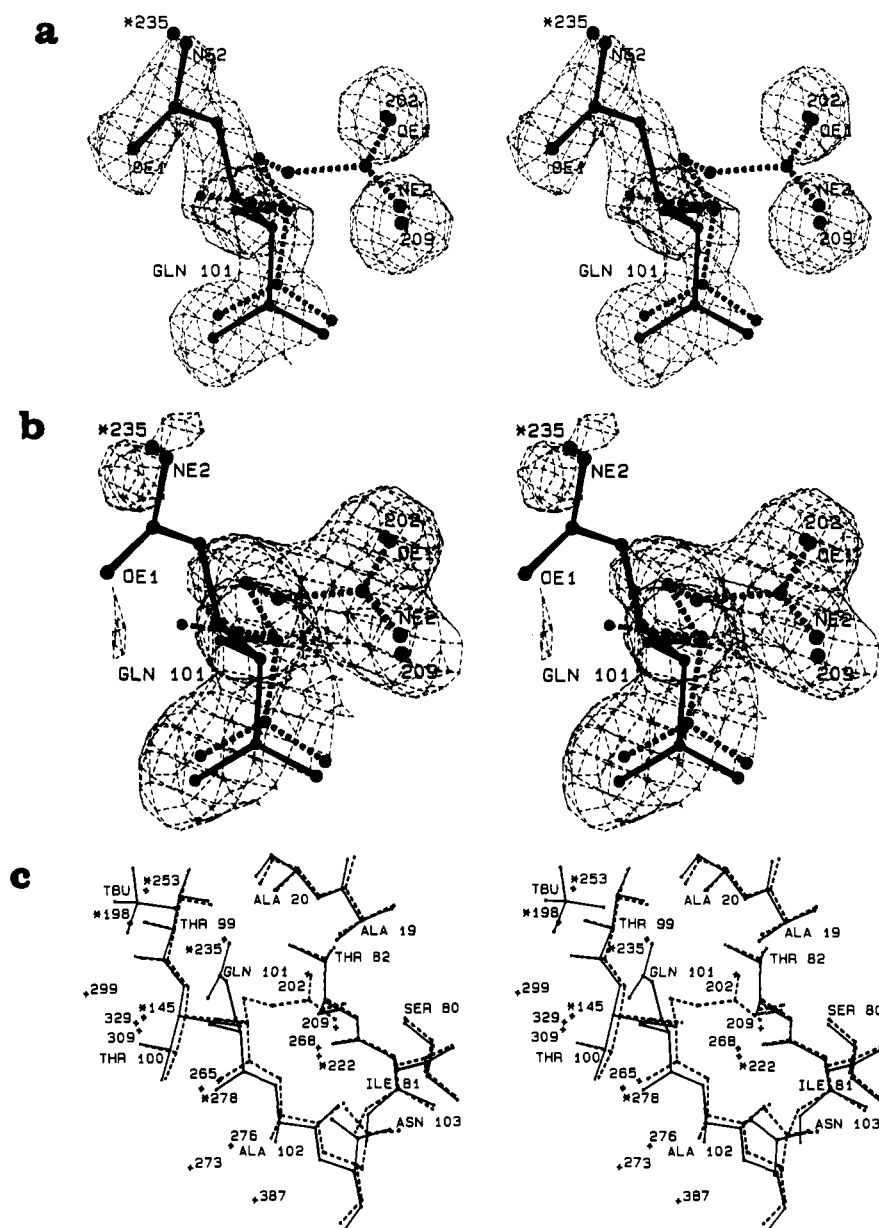 a
*235 *235
NE2 NE2
202 202
OE1 OE1
OE1 OE1
NE2 NE2
209 209
GLN 101 GLN 101
b
*235 *235
NE2 NE2
202 202
OE1 OE1
OE1 OE1
NE2 NE2
209 209
GLN 101 GLN 101
c
TBU *253 TBU *253
ALA 20 ALA 20
*198 *198
THR 99 THR 99
ALA 19 ALA 19
*235 *235
THR 82 THR 82
GLN 101 GLN 101
202 202
299 299
*145 SER 80 *145 SER 80
329 209 329 209
309 309
268 268
THR 100 *222 THR 100 *222
265 265
ILE 81 ILE 81
*278 *278
ASN 103 ASN 103
276 276
ALA 102 ALA 102
273 273
387 387